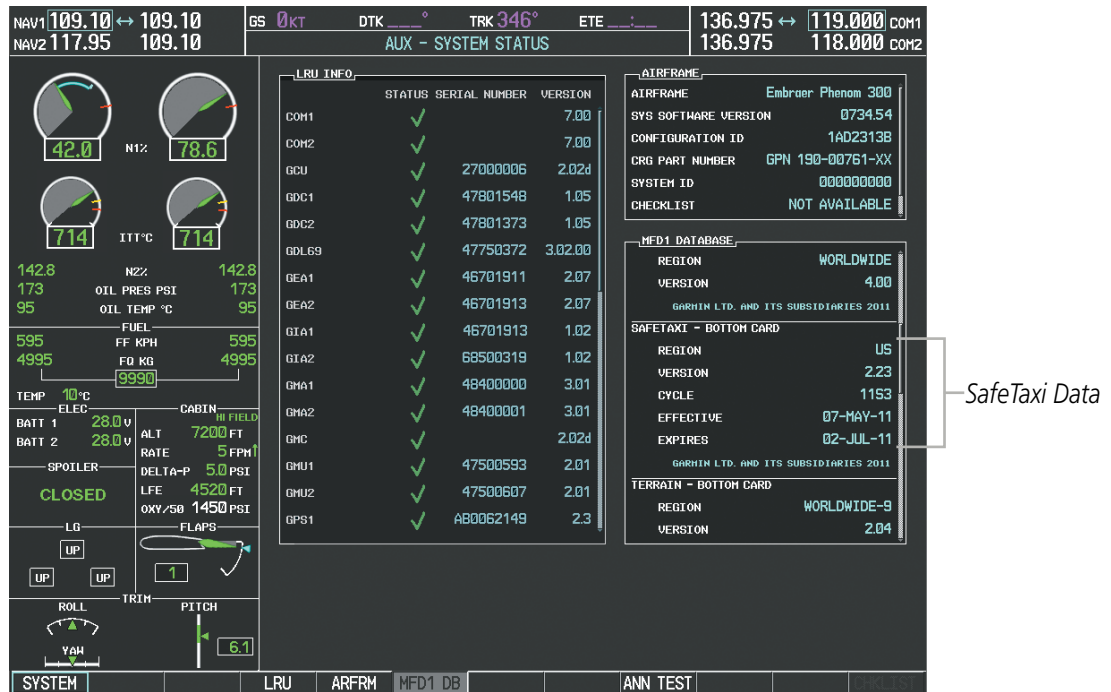 NAV1 109.10 ↔ 109.10
NAV2 117.95 109.10
GS 0KT DTK ___° TRK 346° ETE __:__
AUX - SYSTEM STATUS
136.975 ↔ 119.000 COM1
136.975 118.000 COM2
42.0 N1% 78.6
714 ITT°C 714
142.8 N2% 142.8
173 OIL PRES PSI 173
95 OIL TEMP °C 95
FUEL
595 FF KPH 595
4995 FQ KG 4995
9990
TEMP 10°C
ELEC
BATT 1 28.0 V
BATT 2 28.0 V
SPOILER
CLOSED
CABIN
HI FIELD
ALT 7200 FT
RATE 5 FPM↑
DELTA-P 5.0 PSI
LFE 4520 FT
OXY/50 1450 PSI
LG
UP
UP UP
FLAPS
1
TRIM
ROLL
YAW
PITCH
6.1
LRU INFO
STATUS SERIAL NUMBER VERSION
COM1 ✓ 7.00
COM2 ✓ 7.00
GCU ✓ 27000006 2.02d
GDC1 ✓ 47801548 1.05
GDC2 ✓ 47801373 1.05
GDL69 ✓ 47750372 3.02.00
GEA1 ✓ 46701911 2.07
GEA2 ✓ 46701913 2.07
GIA1 ✓ 46701913 1.02
GIA2 ✓ 68500319 1.02
GMA1 ✓ 48400000 3.01
GMA2 ✓ 48400001 3.01
GMC ✓ 2.02d
GMU1 ✓ 47500593 2.01
GMU2 ✓ 47500607 2.01
GPS1 ✓ AB0062149 2.3
AIRFRAME
AIRFRAME Embraer Phenom 300
SYS SOFTWARE VERSION 0734.54
CONFIGURATION ID 1AD2313B
CRG PART NUMBER GPN 190-00761-XX
SYSTEM ID 000000000
CHECKLIST NOT AVAILABLE
MFD1 DATABASE
REGION WORLDWIDE
VERSION 4.00
GARMIN LTD. AND ITS SUBSIDIARIES 2011
SAFETAXI - BOTTOM CARD
REGION US
VERSION 2.23
CYCLE 11S3
EFFECTIVE 07-MAY-11
EXPIRES 02-JUL-11
GARMIN LTD. AND ITS SUBSIDIARIES 2011
TERRAIN - BOTTOM CARD
REGION WORLDWIDE-9
VERSION 2.04
SafeTaxi Data
SYSTEM LRU ARFRM MFD1 DB ANN TEST CHKLIST